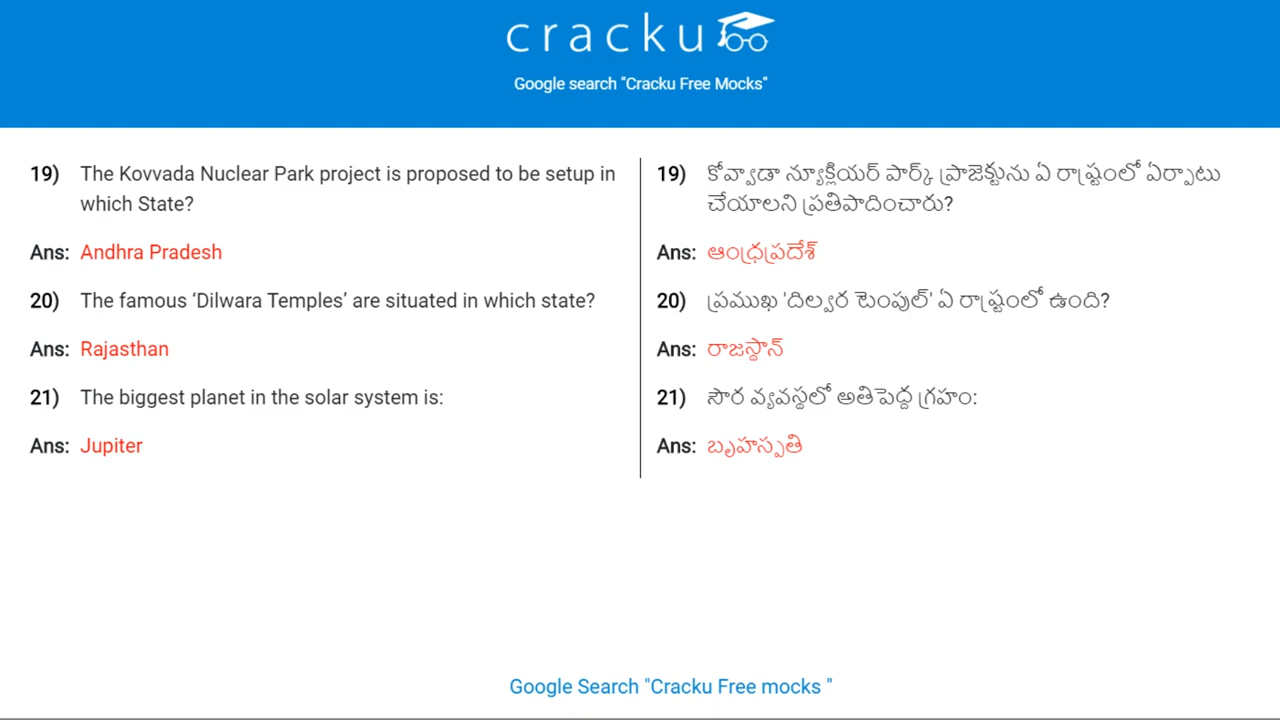 cracku
Google search "Cracku Free Mocks"
19) The Kovvada Nuclear Park project is proposed to be setup in
which State?
Ans: Andhra Pradesh
20) The famous ‘Dilwara Temples’ are situated in which state?
Ans: Rajasthan
21) The biggest planet in the solar system is:
Ans: Jupiter
19) కోవ్వాడా న్యూక్లియర్ పార్క్ ప్రాజెక్టును ఏ రాష్ట్రంలో ఏర్పాటు
చేయాలని ప్రతిపాదించారు?
Ans: ఆంధ్రప్రదేశ్
20) ప్రముఖ 'దిల్వర టెంపుల్' ఏ రాష్ట్రంలో ఉంది?
Ans: రాజస్థాన్
21) సౌర వ్యవస్థలో అతిపెద్ద గ్రహం:
Ans: బృహస్పతి
Google Search "Cracku Free mocks "